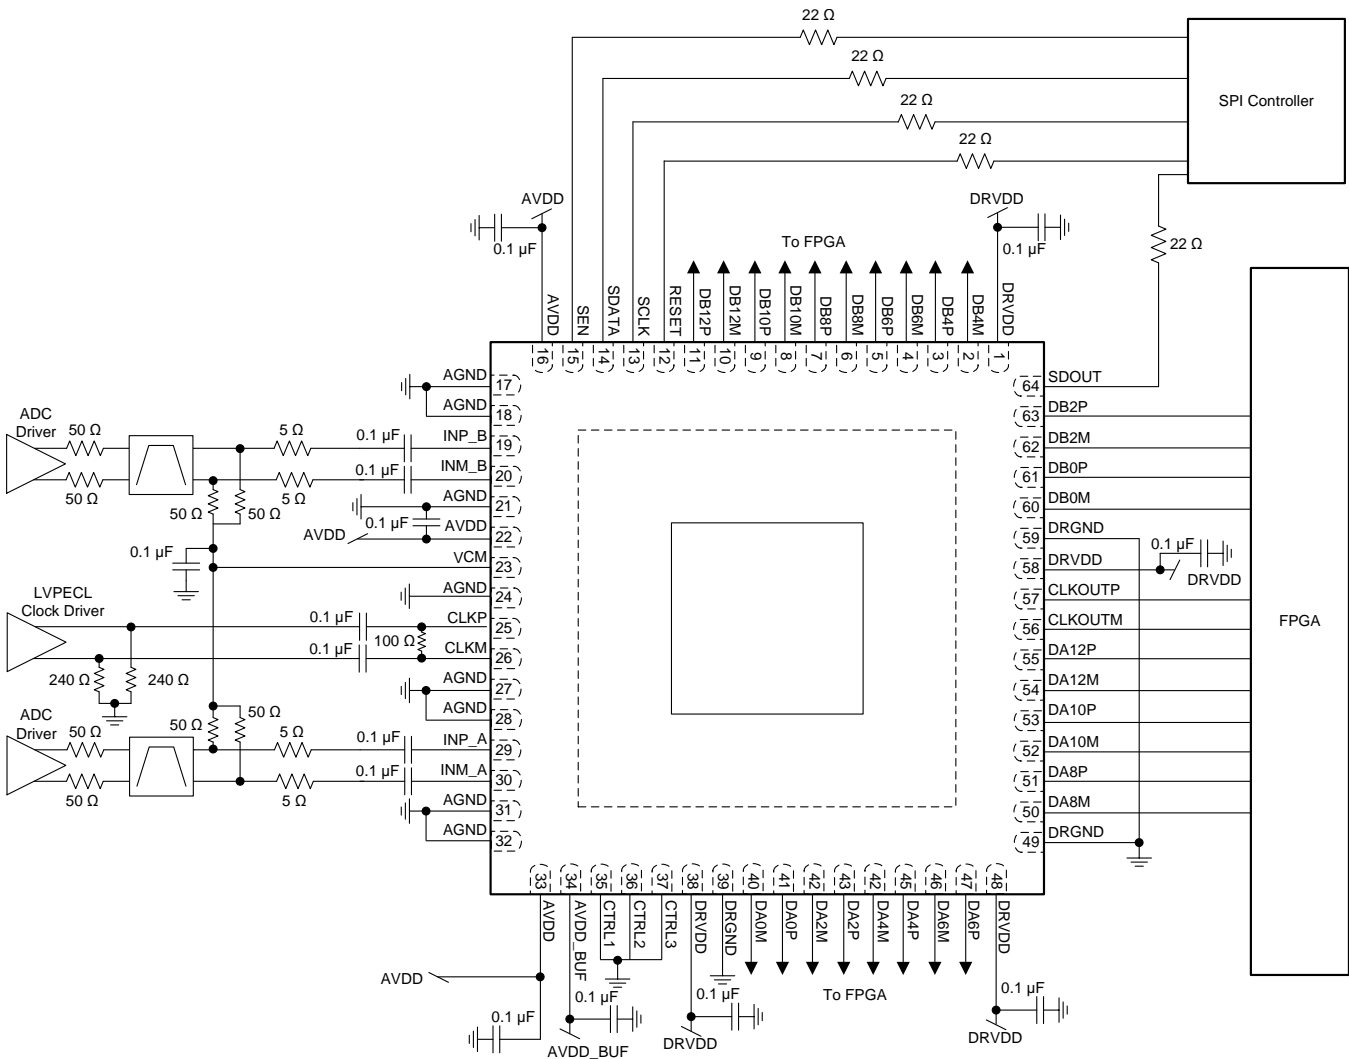 22 Ω
22 Ω
22 Ω
22 Ω
SPI Controller
22 Ω
AVDD
0.1 µF
DRVDD
0.1 µF
To FPGA
AVDD
SEN
SDATA
SCLK
RESET
DB12P
DB12M
DB10P
DB10M
DB8P
DB8M
DB6P
DB6M
DB4P
DB4M
DRVDD
16
15
14
13
12
11
10
9
8
7
6
5
4
3
2
1
AGND
17
AGND
18
ADC
Driver
50 Ω
5 Ω
0.1 µF
INP_B
19
50 Ω
5 Ω
0.1 µF
INM_B
20
50 Ω
50 Ω
AGND
21
0.1 µF
AVDD
AVDD
22
0.1 µF
VCM
23
AGND
24
LVPECL
Clock Driver
0.1 µF
CLKP
25
100 Ω
0.1 µF
CLKM
26
240 Ω
240 Ω
AGND
27
AGND
28
ADC
Driver
50 Ω
50 Ω
50 Ω
5 Ω
0.1 µF
INP_A
29
50 Ω
5 Ω
0.1 µF
INM_A
30
AGND
31
AGND
32
64
SDOUT
63
DB2P
62
DB2M
61
DB0P
60
DB0M
59
DRGND
58
DRVDD
0.1 µF
DRVDD
57
CLKOUTP
56
CLKOUTM
55
DA12P
54
DA12M
53
DA10P
52
DA10M
51
DA8P
50
DA8M
49
DRGND
FPGA
33
34
35
36
37
38
39
40
41
42
43
42
45
46
47
48
AVDD
AVDD_BUF
CTRL1
CTRL2
CTRL3
DRVDD
DRGND
DA0M
DA0P
DA2M
DA2P
DA4M
DA4P
DA6M
DA6P
DRVDD
AVDD
0.1 µF
0.1 µF
AVDD_BUF
0.1 µF
DRVDD
To FPGA
0.1 µF
DRVDD